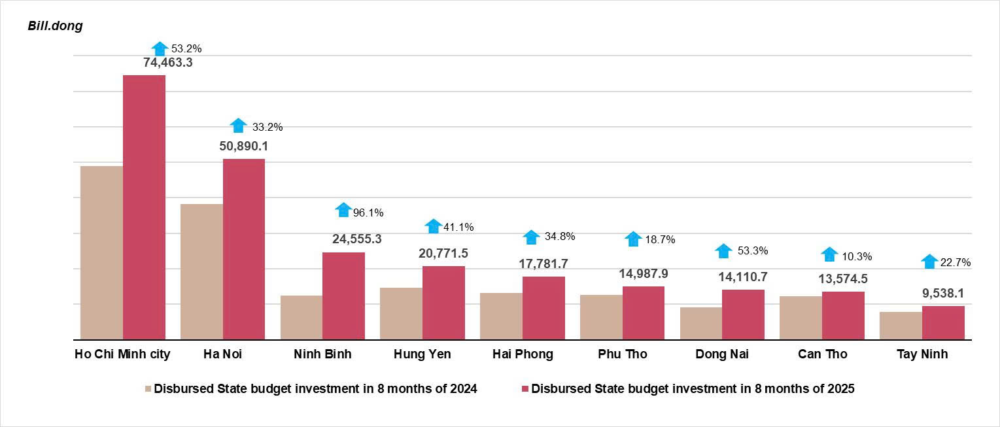 Bill.dong
53.2%
74,463.3
33.2%
50,890.1
96.1%
24,555.3
41.1%
20,771.5
34.8%
17,781.7
18.7%
14,987.9
53.3%
14,110.7
10.3%
13,574.5
22.7%
9,538.1
Ho Chi Minh city
Ha Noi
Ninh Binh
Hung Yen
Hai Phong
Phu Tho
Dong Nai
Can Tho
Tay Ninh
Disbursed State budget investment in 8 months of 2024
Disbursed State budget investment in 8 months of 2025